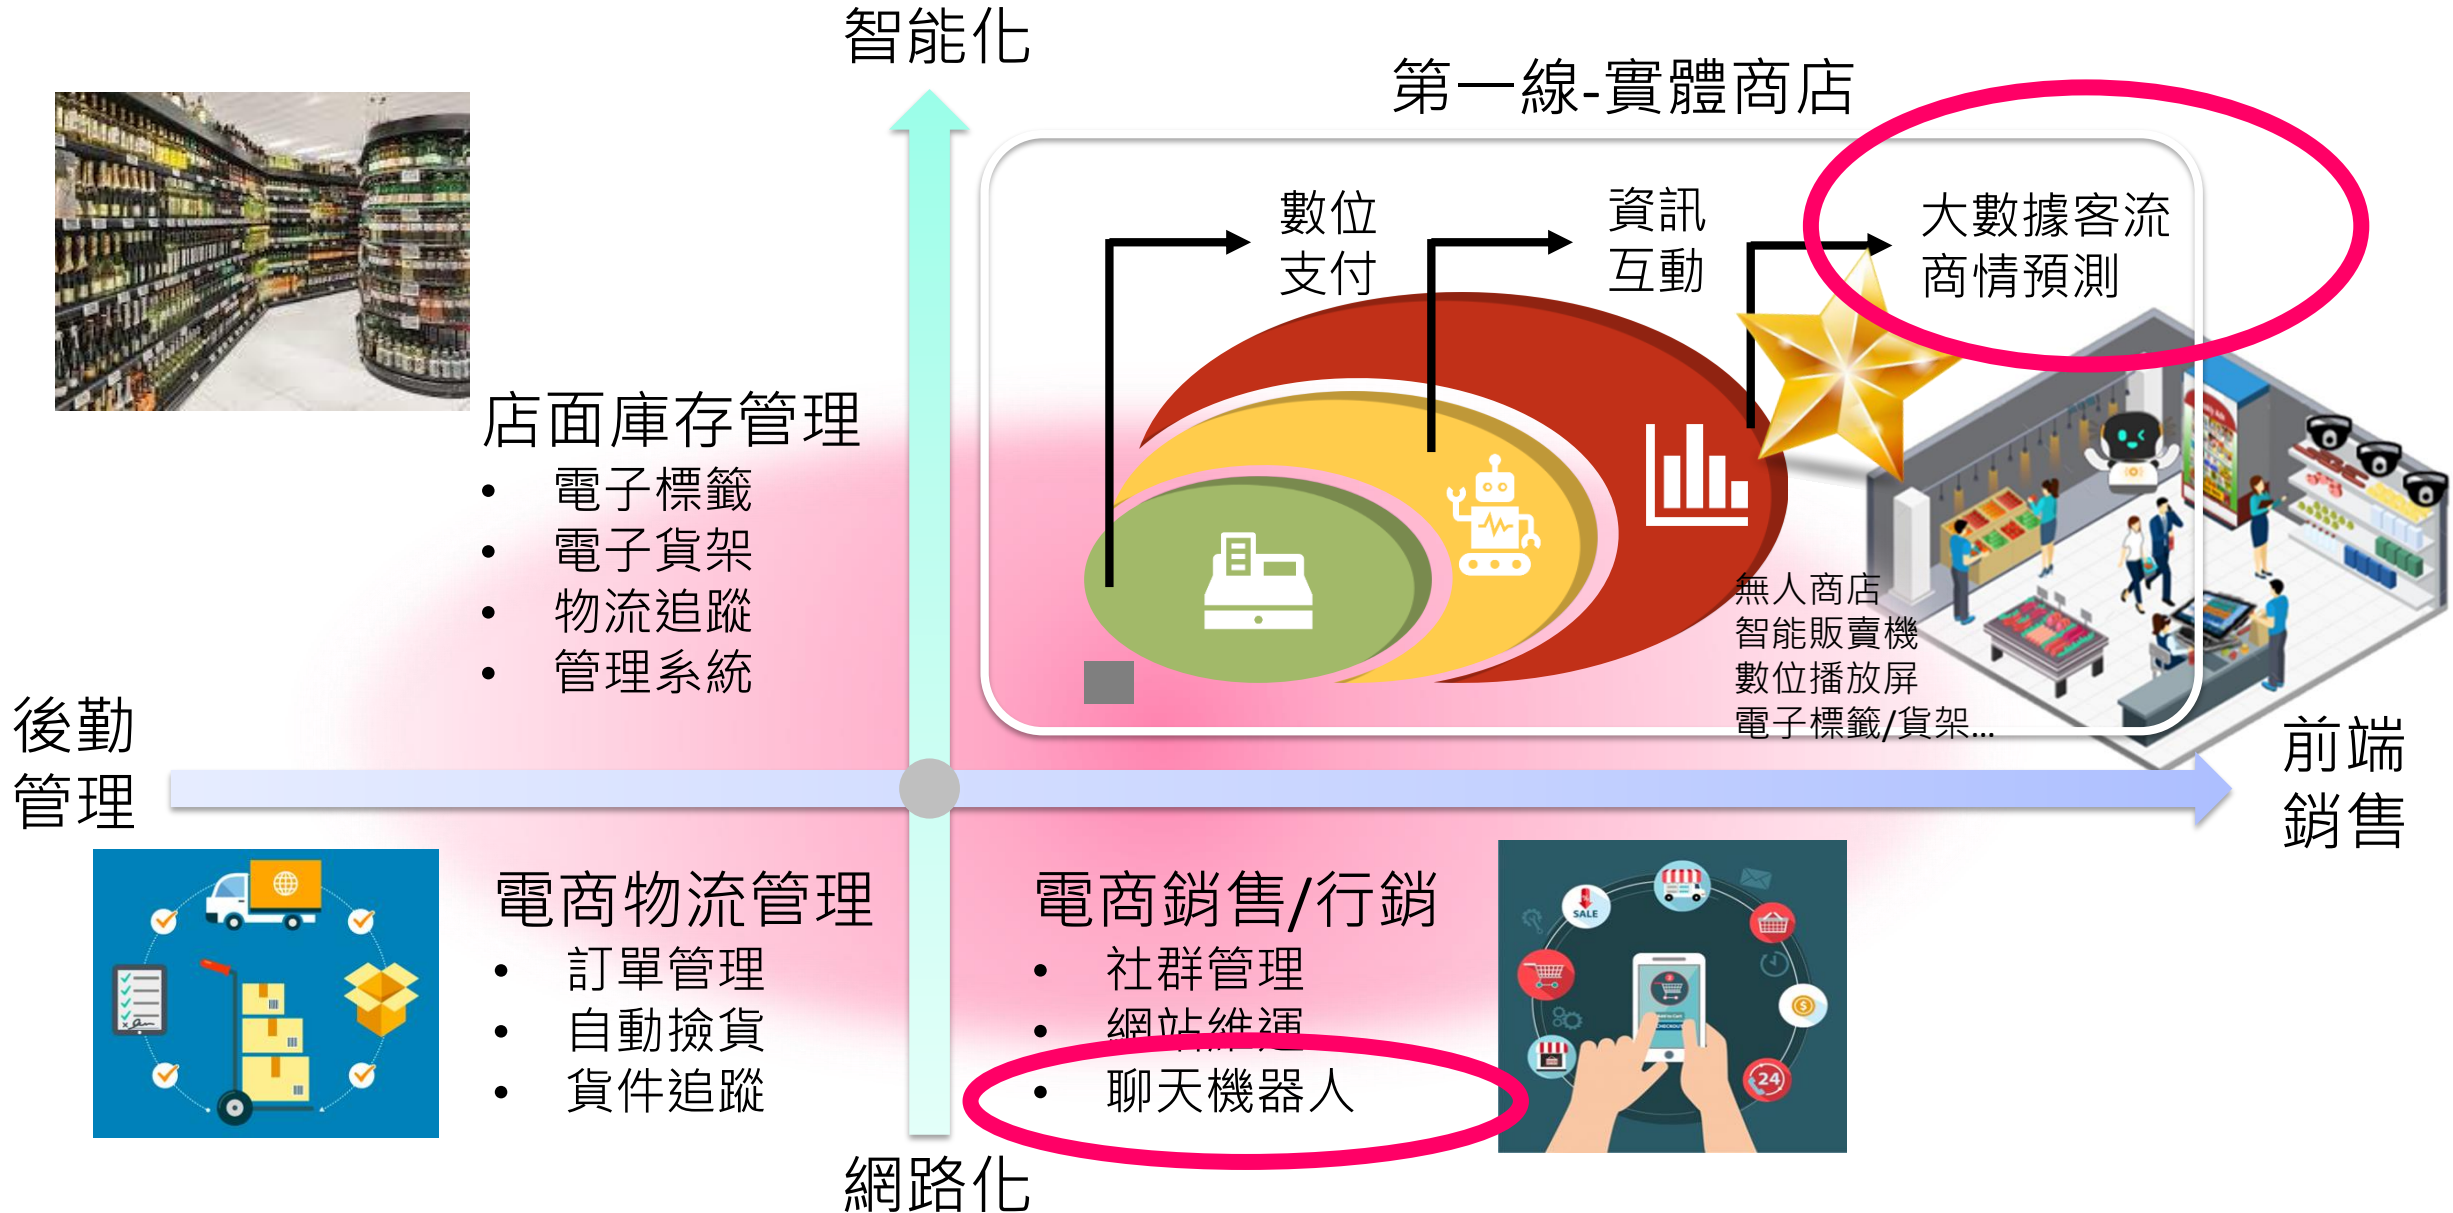 智能化
第一線-實體商店
數位
支付
資訊
互動
大數據客流
商情預測
店面庫存管理
• 電子標籤
• 電子貨架
• 物流追蹤
• 管理系統
無人商店
智能販賣機
數位播放屏
電子標籤/貨架...
後勤
管理
前端
銷售
電商物流管理
• 訂單管理
• 自動撿貨
• 貨件追蹤
電商銷售/行銷
• 社群管理
• 網站維運
• 聊天機器人
SALE
24
網路化